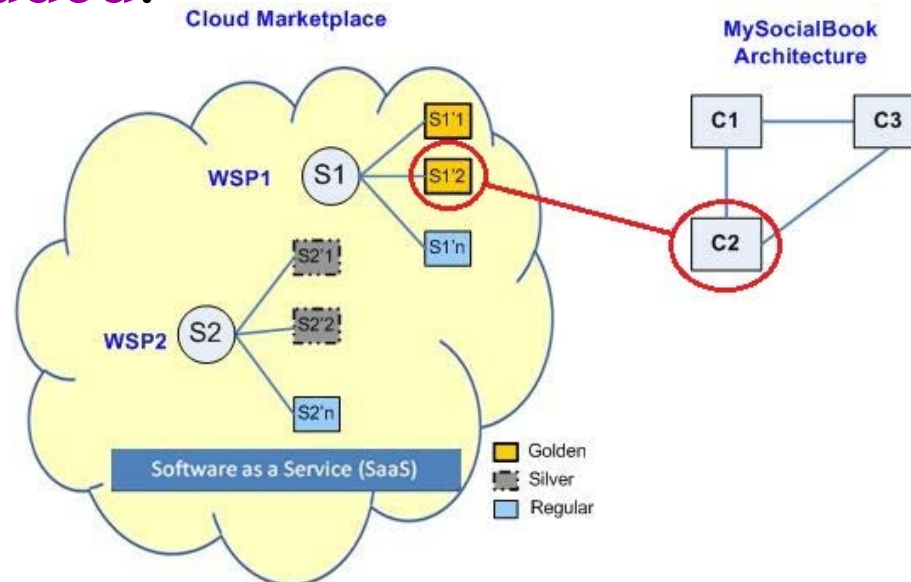 Cloud Marketplace
MySocialBook
Architecture
S1'1
C1
C3
WSP1
S1
S1'2
S1'n
C2
S2'1
WSP2
S2
S2'2
S2'n
Software as a Service (SaaS)
Golden
Silver
Regular